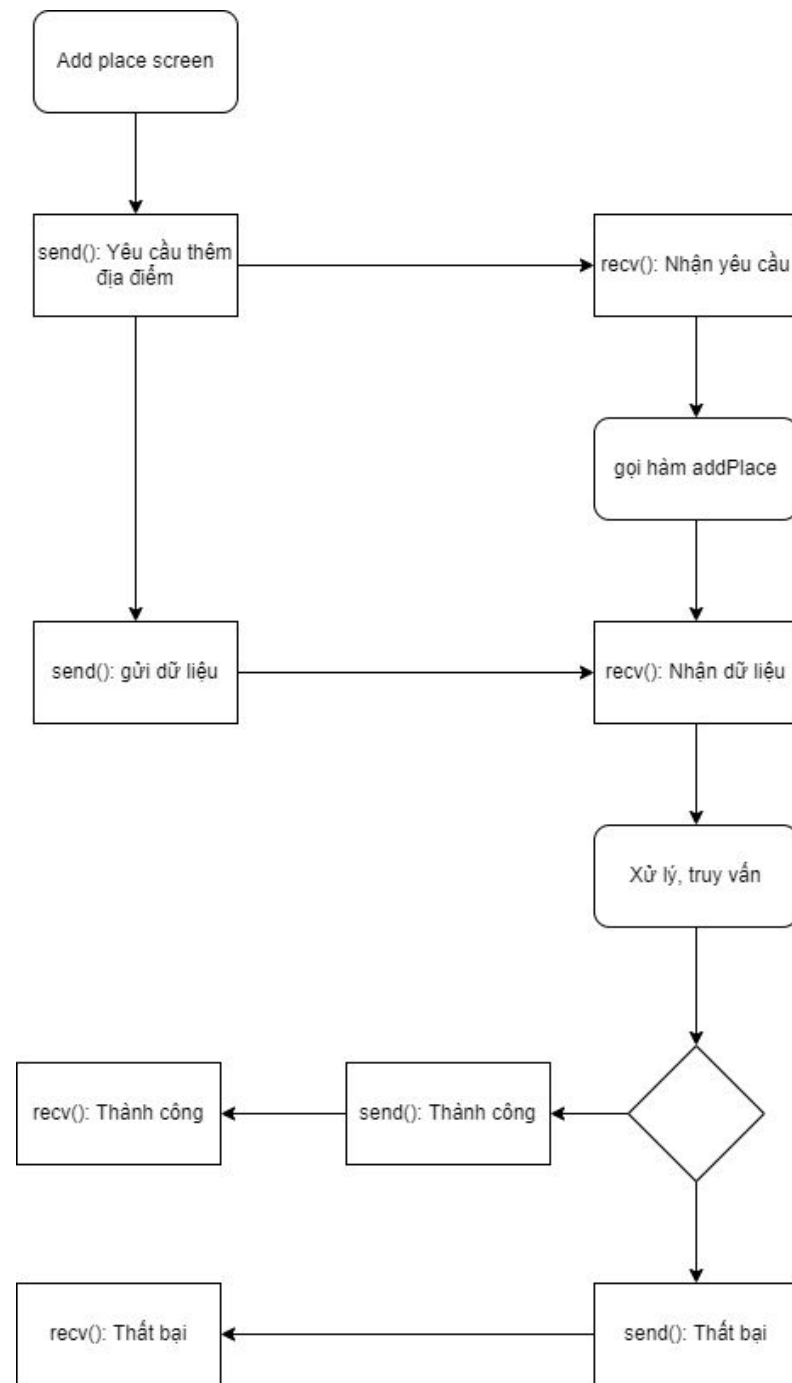 Add place screen
send(): Yêu cầu thêm
địa điểm
recv(): Nhận yêu cầu
gọi hàm addPlace
send(): gửi dữ liệu
recv(): Nhận dữ liệu
Xử lý, truy vấn
recv(): Thành công
send(): Thành công
recv(): Thất bại
send(): Thất bại